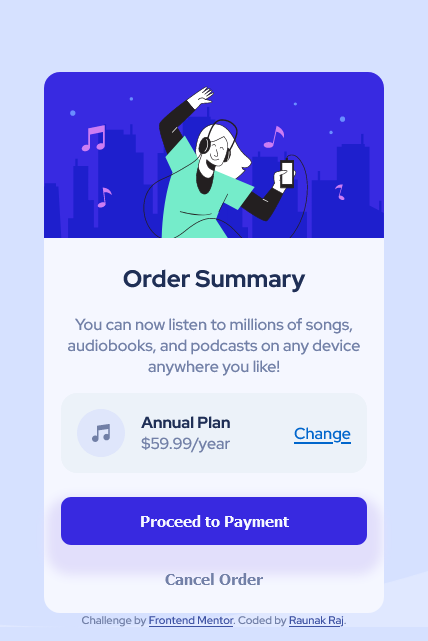 Order Summary
You can now listen to millions of songs,
audiobooks, and podcasts on any device
anywhere you like!
Annual Plan
$59.99/year
Change
Proceed to Payment
Cancel Order
Challenge by Frontend Mentor. Coded by Raunak Raj.